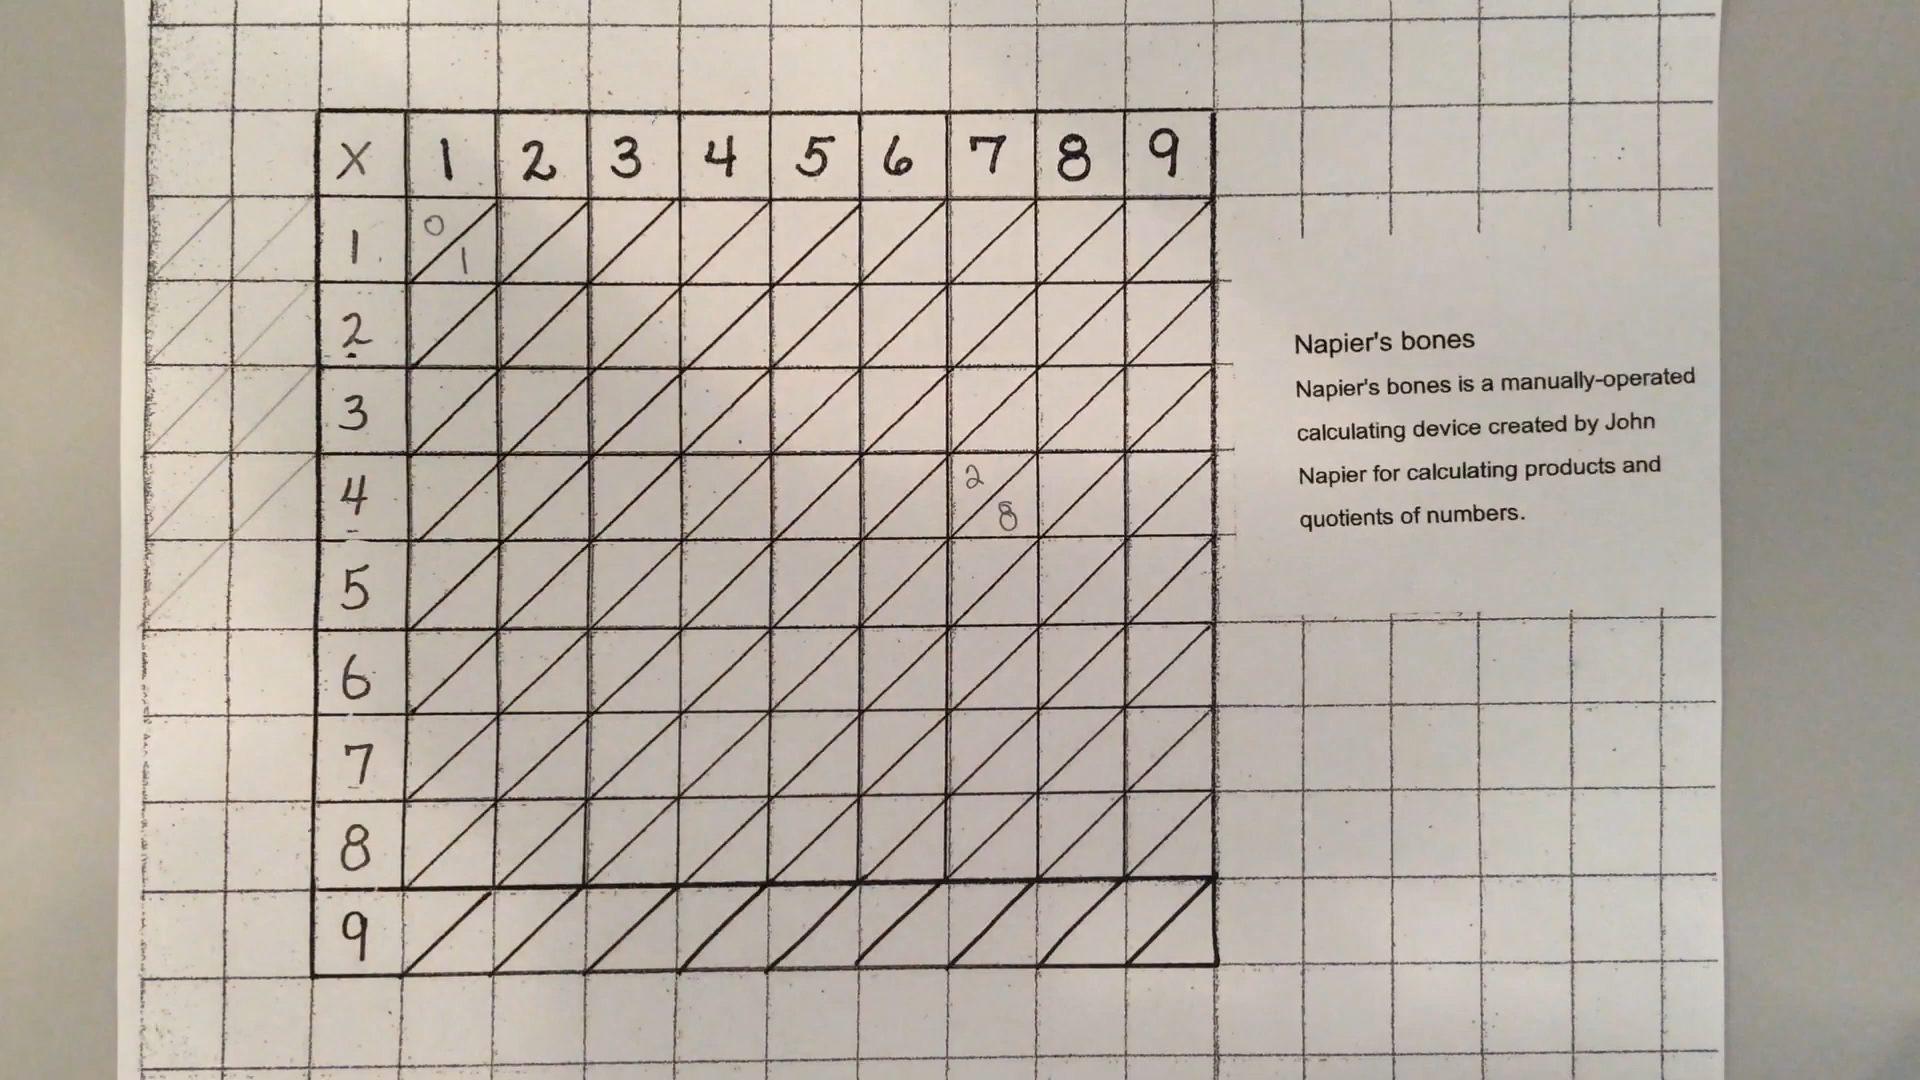 X 1 2 3 4 5 6 7 8 9
1 0 1
2
3
4 2 8
5
6
7
8
9
Napier's bones
Napier's bones is a manually-operated
calculating device created by John
Napier for calculating products and
quotients of numbers.